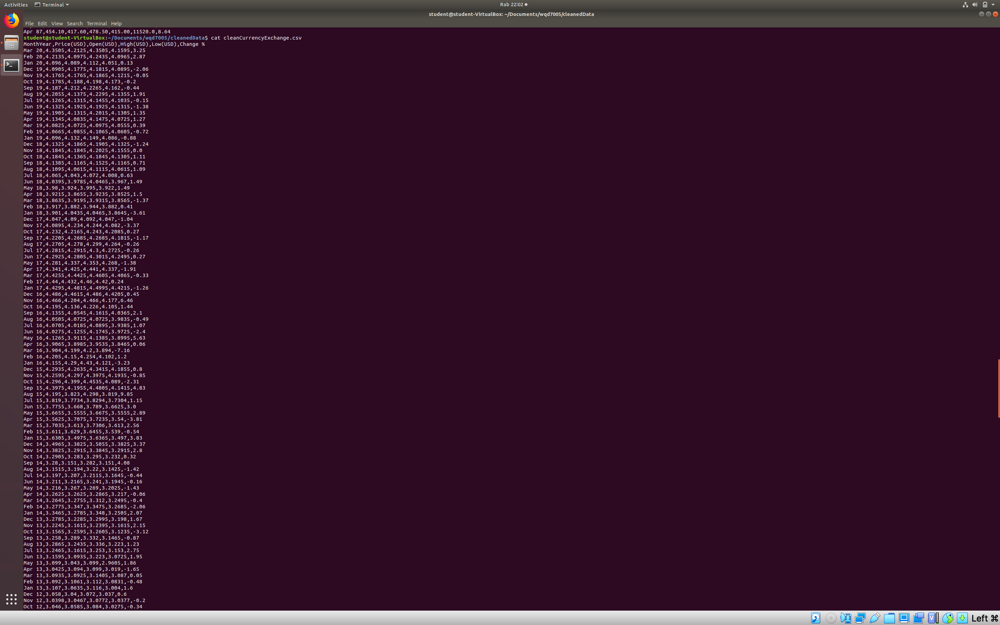 Activities Terminal Rab 22:02
student@student-VirtualBox: ~/Documents/wqd7005/cleanedData
File Edit View Search Terminal Help
Apr 87,454.10,417.60,478.50,415.00,11520.0,8.64
student@student-VirtualBox:~/Documents/wqd7005/cleanedData$ cat cleanCurrencyExchange.csv
MonthYear,Price(USD),Open(USD),High(USD),Low(USD),Change %
Mar 20,4.3505,4.2125,4.3505,4.1595,3.25
Feb 20,4.2135,4.0975,4.2435,4.0965,2.87
Jan 20,4.096,4.089,4.112,4.051,0.13
Dec 19,4.0905,4.1775,4.1815,4.0895,-2.06
Nov 19,4.1765,4.1765,4.1865,4.1215,-0.05
Oct 19,4.1785,4.188,4.198,4.173,-0.2
Sep 19,4.187,4.212,4.2265,4.162,-0.44
Aug 19,4.2055,4.1375,4.2295,4.1355,1.91
Jul 19,4.1265,4.1315,4.1455,4.1035,-0.15
Jun 19,4.1325,4.1925,4.1925,4.1315,-1.38
May 19,4.1905,4.1315,4.2015,4.1305,1.35
Apr 19,4.1345,4.0835,4.1475,4.0725,1.27
Mar 19,4.0825,4.0725,4.0975,4.0555,0.39
Feb 19,4.0665,4.0855,4.1065,4.0605,-0.72
Jan 19,4.096,4.132,4.149,4.086,-0.88
Dec 18,4.1325,4.1865,4.1905,4.1325,-1.24
Nov 18,4.1845,4.1845,4.2025,4.1555,0.0
Oct 18,4.1845,4.1365,4.1845,4.1305,1.11
Sep 18,4.1385,4.1165,4.1525,4.1165,0.71
Aug 18,4.1095,4.0615,4.1115,4.0615,1.09
Jul 18,4.065,4.043,4.072,4.008,0.63
Jun 18,4.0395,3.9785,4.0465,3.967,1.49
May 18,3.98,3.924,3.995,3.922,1.49
Apr 18,3.9215,3.8655,3.9235,3.8525,1.5
Mar 18,3.8635,3.9195,3.9315,3.8565,-1.37
Feb 18,3.917,3.882,3.944,3.882,0.41
Jan 18,3.901,4.0435,4.0465,3.8645,-3.61
Dec 17,4.047,4.09,4.092,4.047,-1.04
Nov 17,4.0895,4.234,4.244,4.082,-3.37
Oct 17,4.232,4.2165,4.243,4.2085,0.27
Sep 17,4.2205,4.2685,4.2685,4.1815,-1.17
Aug 17,4.2705,4.278,4.299,4.264,-0.26
Jul 17,4.2815,4.2915,4.3,4.2725,-0.26
Jun 17,4.2925,4.2805,4.3015,4.2495,0.27
May 17,4.281,4.337,4.353,4.268,-1.38
Apr 17,4.341,4.425,4.441,4.337,-1.91
Mar 17,4.4255,4.4425,4.4605,4.4065,-0.33
Feb 17,4.44,4.432,4.46,4.42,0.24
Jan 17,4.4295,4.4815,4.4995,4.4215,-1.26
Dec 16,4.486,4.4615,4.486,4.4205,0.45
Nov 16,4.466,4.204,4.466,4.177,6.46
Oct 16,4.195,4.136,4.226,4.105,1.44
Sep 16,4.1355,4.0545,4.1615,4.0365,2.1
Aug 16,4.0505,4.0725,4.0725,3.9835,-0.49
Jul 16,4.0705,4.0185,4.0895,3.9385,1.07
Jun 16,4.0275,4.1255,4.1745,3.9725,-2.4
May 16,4.1265,3.9115,4.1385,3.8995,5.63
Apr 16,3.9065,3.8985,3.9535,3.8465,0.06
Mar 16,3.904,4.199,4.2,3.894,-7.16
Feb 16,4.205,4.15,4.254,4.102,1.2
Jan 16,4.155,4.29,4.43,4.121,-3.23
Dec 15,4.2935,4.2635,4.3415,4.1855,0.8
Nov 15,4.2595,4.297,4.3975,4.1935,-0.85
Oct 15,4.296,4.399,4.4535,4.089,-2.31
Sep 15,4.3975,4.1955,4.4805,4.1415,4.83
Aug 15,4.195,3.823,4.298,3.819,9.85
Jul 15,3.819,3.7734,3.8294,3.7304,1.15
Jun 15,3.7755,3.668,3.789,3.6625,3.0
May 15,3.6655,3.5555,3.6675,3.5555,2.89
Apr 15,3.5625,3.7075,3.7235,3.54,-3.81
Mar 15,3.7035,3.613,3.7306,3.613,2.56
Feb 15,3.611,3.629,3.6455,3.539,-0.54
Jan 15,3.6305,3.4975,3.6365,3.497,3.83
Dec 14,3.4965,3.3825,3.5055,3.3825,3.37
Nov 14,3.3825,3.2915,3.3845,3.2915,2.8
Oct 14,3.2905,3.283,3.295,3.232,0.32
Sep 14,3.28,3.151,3.282,3.151,4.08
Aug 14,3.1515,3.194,3.22,3.1425,-1.42
Jul 14,3.197,3.207,3.2115,3.1645,-0.44
Jun 14,3.211,3.2165,3.241,3.1945,-0.16
May 14,3.216,3.267,3.269,3.2025,-1.43
Apr 14,3.2625,3.2625,3.2865,3.217,-0.06
Mar 14,3.2645,3.2755,3.312,3.2495,-0.4
Feb 14,3.2775,3.347,3.3475,3.2685,-2.06
Jan 14,3.3465,3.2785,3.348,3.2505,2.07
Dec 13,3.2785,3.2285,3.2995,3.198,1.67
Nov 13,3.2245,3.1615,3.2395,3.1615,2.15
Oct 13,3.1565,3.2595,3.2605,3.1235,-3.12
Sep 13,3.258,3.289,3.332,3.1465,-0.87
Aug 13,3.2865,3.2435,3.336,3.223,1.23
Jul 13,3.2465,3.1615,3.253,3.153,2.75
Jun 13,3.1595,3.0935,3.223,3.0725,1.95
May 13,3.099,3.043,3.099,2.9605,1.86
Apr 13,3.0425,3.094,3.099,3.019,-1.65
Mar 13,3.0935,3.0925,3.1405,3.087,0.05
Feb 13,3.092,3.1061,3.112,3.0831,-0.48
Jan 13,3.107,3.0635,3.116,3.004,1.6
Dec 12,3.058,3.04,3.072,3.037,0.6
Nov 12,3.0398,3.0467,3.0772,3.0377,-0.2
Oct 12,3.046,3.0585,3.084,3.0275,-0.34
Left ⌘